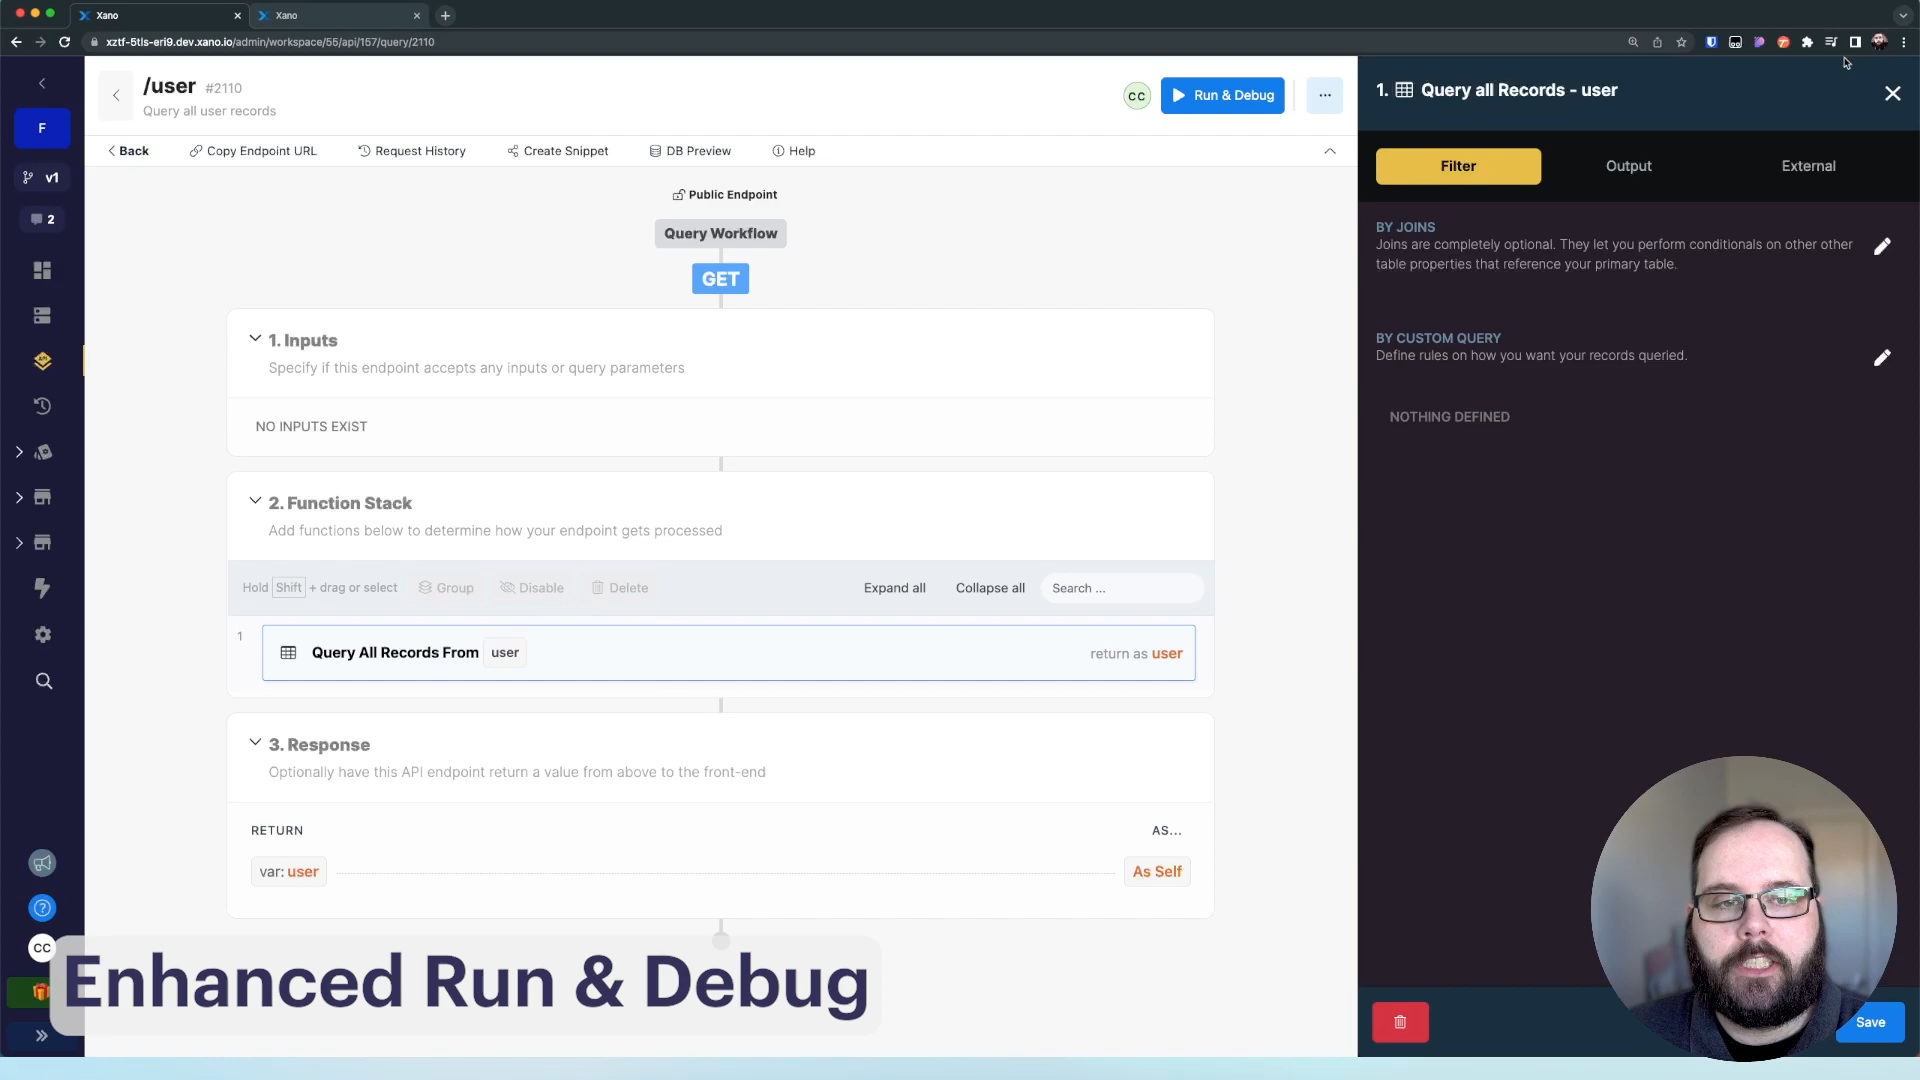 Xano
Xano
xztf-5tls-eri9.dev.xano.io/admin/workspace/55/api/157/query/2110
F
v1
2
/user #2110
Query all user records
CC
Run & Debug
...
Back
Copy Endpoint URL
Request History
Create Snippet
DB Preview
Help
Public Endpoint
Query Workflow
GET
1. Inputs
Specify if this endpoint accepts any inputs or query parameters
NO INPUTS EXIST
2. Function Stack
Add functions below to determine how your endpoint gets processed
Hold Shift + drag or select
Group
Disable
Delete
Expand all
Collapse all
Search ...
1
Query All Records From user
return as user
3. Response
Optionally have this API endpoint return a value from above to the front-end
RETURN
AS...
var: user
As Self
CC
Enhanced Run & Debug
1. Query all Records - user
Filter
Output
External
BY JOINS
Joins are completely optional. They let you perform conditionals on other other
table properties that reference your primary table.
BY CUSTOM QUERY
Define rules on how you want your records queried.
NOTHING DEFINED
Save